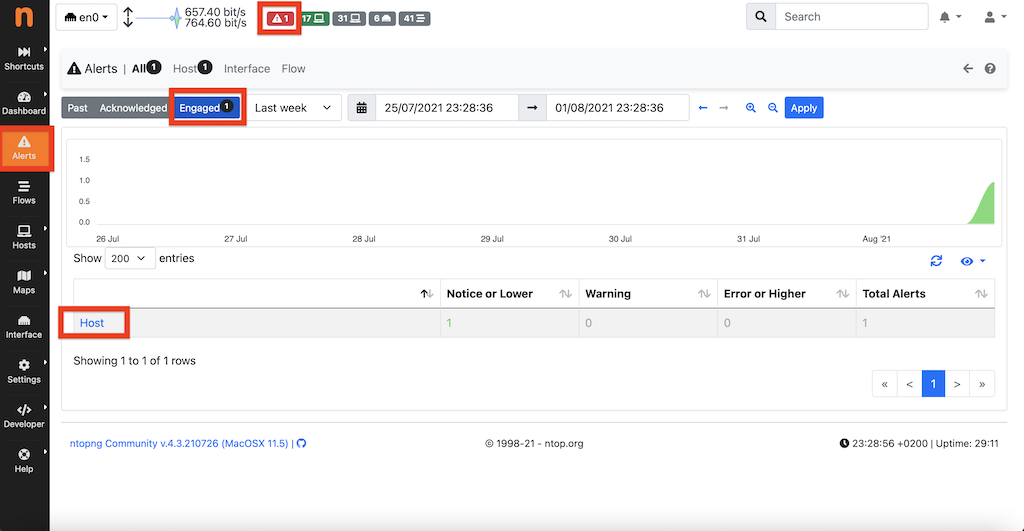 n
en0
657.40 bit/s
764.60 bit/s
1
17
31
6
41
Search
Shortcuts
Dashboard
Alerts
Flows
Hosts
Maps
Interface
Settings
Developer
Help
Alerts | All 1 Host 1 Interface Flow
Past Acknowledged Engaged 1 Last week 25/07/2021 23:28:36 01/08/2021 23:28:36 Apply
1.5
1.0
0.5
0.0
26 Jul 27 Jul 28 Jul 29 Jul 30 Jul 31 Jul Aug '21
Show 200 entries
Notice or Lower Warning Error or Higher Total Alerts
Host 1 0 0 1
Showing 1 to 1 of 1 rows
« < 1 > »
ntopng Community v.4.3.210726 (MacOSX 11.5) | © 1998-21 - ntop.org 23:28:56 +0200 | Uptime: 29:11